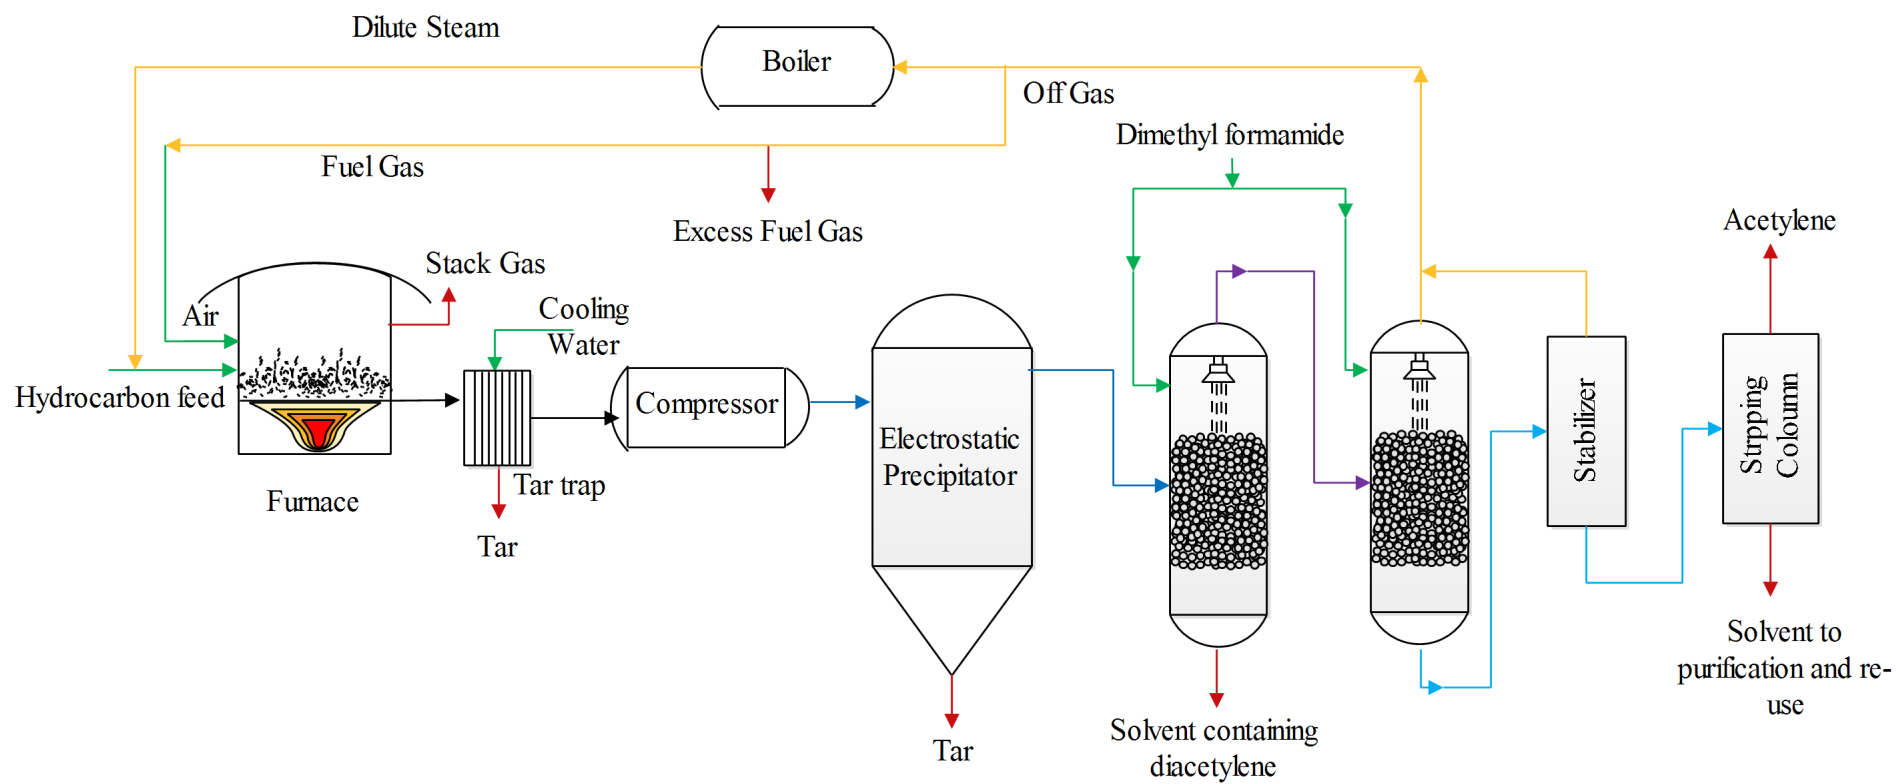 Dilute Steam
Boiler
Off Gas
Dimethyl formamide
Fuel Gas
Excess Fuel Gas
Acetylene
Stack Gas
Air
Cooling
Water
Hydrocarbon feed
Compressor
Electrostatic
Precipitator
Stabilizer
Strpping
Coloumn
Furnace
Tar trap
Tar
Solvent to
purification and re-
use
Tar
Solvent containing
diacetylene